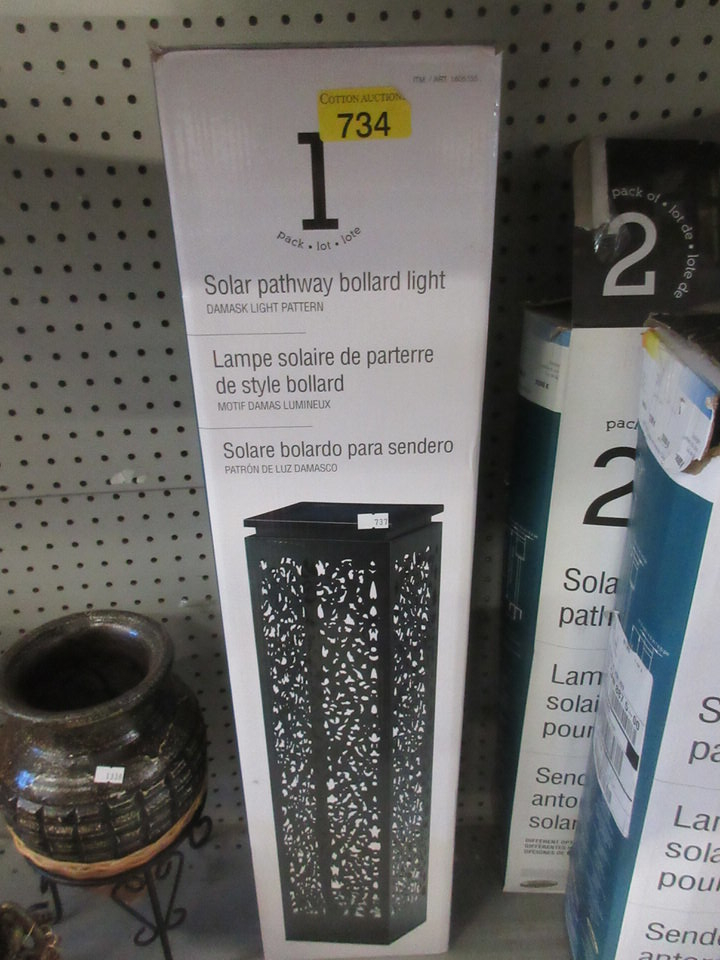 COTTON AUCTION
734
1
pack • lot • lote
Solar pathway bollard light
DAMASK LIGHT PATTERN
Lampe solaire de parterre
de style bollard
MOTIF DAMAS LUMINEUX
Solare bolardo para sendero
PATRÓN DE LUZ DAMASCO
737
pack of • lot de • lote de
2
pac
2
Sola
path
Lam
solai
pour
Send
anto
solar
S
pa
Lar
sola
pou
Send
anto